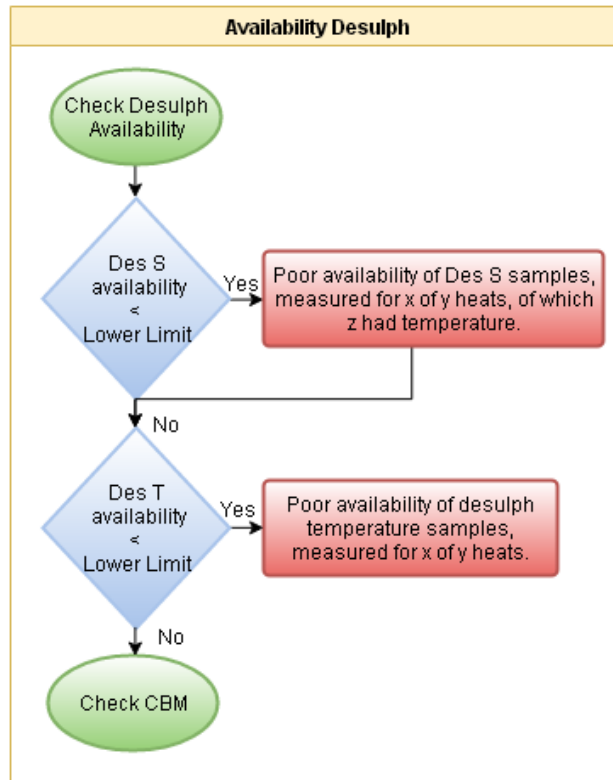 Availability Desulph
Check Desulph
Availability
Des S
availability
<
Lower Limit
Yes
Poor availability of Des S samples,
measured for x of y heats, of which
z had temperature.
No
Des T
availability
<
Lower Limit
Yes
Poor availability of desulph
temperature samples,
measured for x of y heats.
No
Check CBM